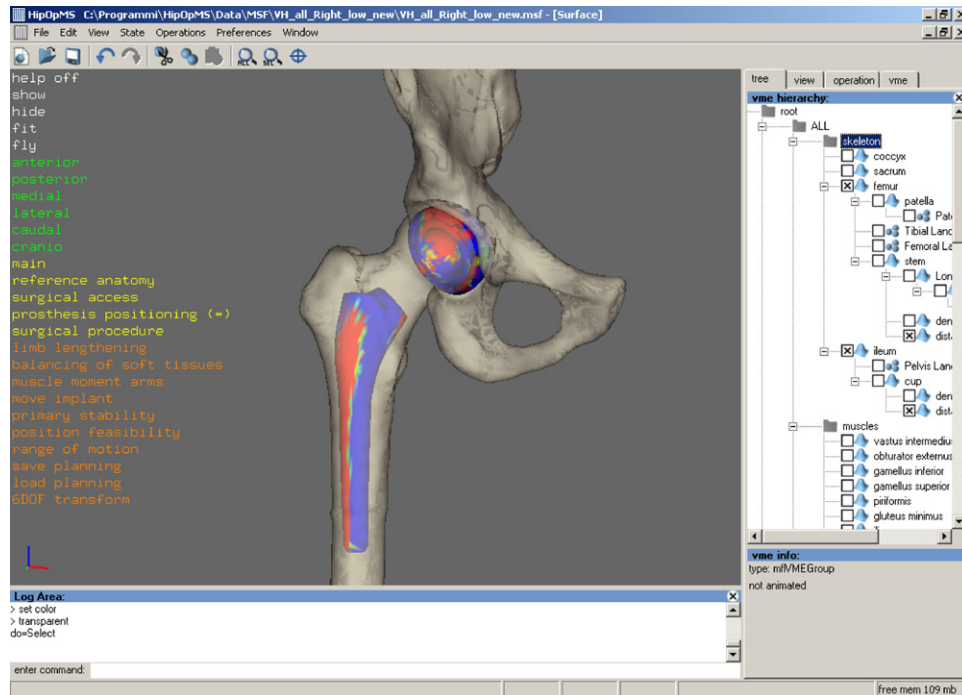 HipOpMS C:\Programmi\HipOpMS\Data\MSF\VH_all_Right_low_new\VH_all_Right_low_new.msf - [Surface]
File Edit View State Operations Preferences Window
ALL SEL
help off
show
hide
fit
fly
anterior
posterior
medial
lateral
caudal
cranio
main
reference anatomy
surgical access
prosthesis positioning (*)
surgical procedure
limb lengthening
balancing of soft tissues
muscle moment arms
move implant
primary stability
position feasibility
range of motion
save planning
load planning
6DOF transform
tree view operation vme
vme hierarchy:
root
ALL
skeleton
coccyx
sacrum
femur
patella
Pat
Tibial Land
Femoral La
stem
Lon
den
dist
ileum
Pelvis Lan
cup
den
dist
muscles
vastus intermediu
obturator externus
gamellus inferior
gamellus superior
piriformis
gluteus minimus
vme info:
type: mflVMEGroup
not animated
Log Area:
> set color
> transparent
do=Select
enter command:
free mem 109 mb